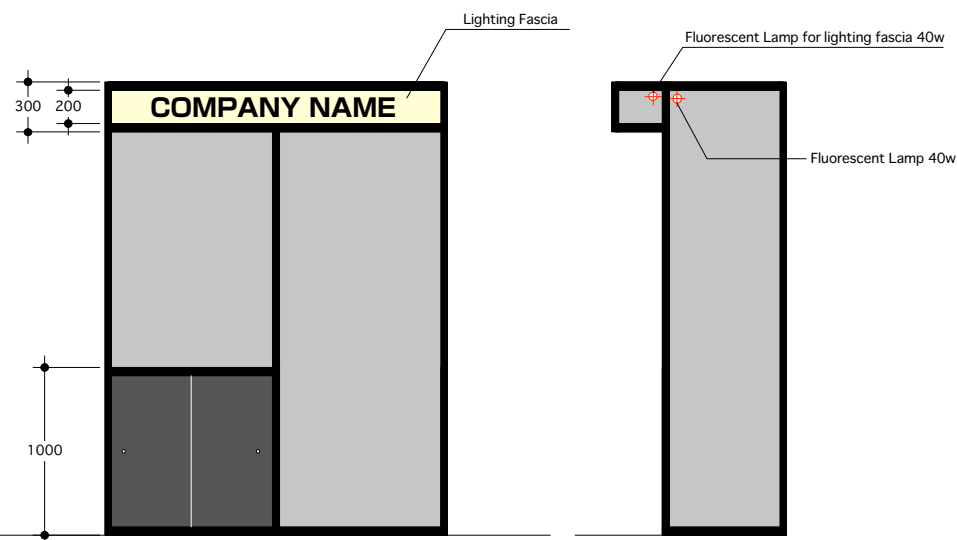 Lighting Fascia
Fluorescent Lamp for lighting fascia 40w
300
200
COMPANY NAME
Fluorescent Lamp 40w
1000